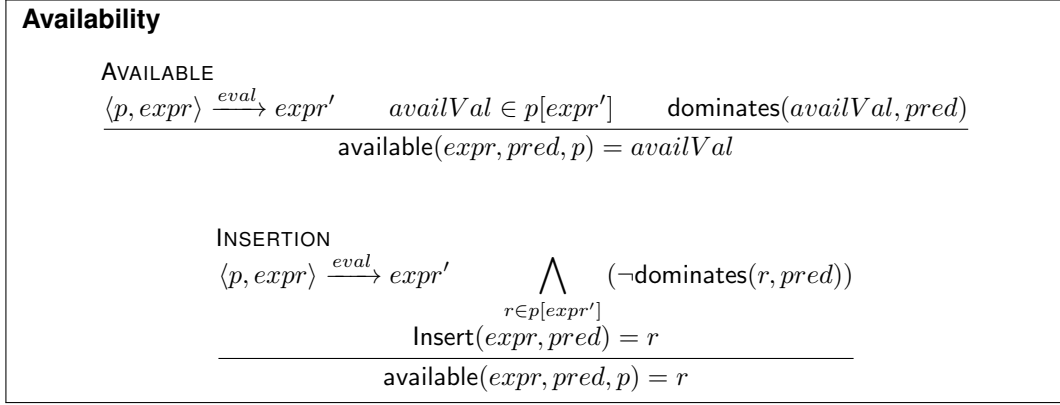 Availability
AVAILABLE
⟨p, expr⟩ —eval→ expr′ availVal ∈ p[expr′] dominates(availVal, pred)
available(expr, pred, p) = availVal
INSERTION
⟨p, expr⟩ —eval→ expr′ ⋀ r∈p[expr′] (¬dominates(r, pred))
Insert(expr, pred) = r
available(expr, pred, p) = r